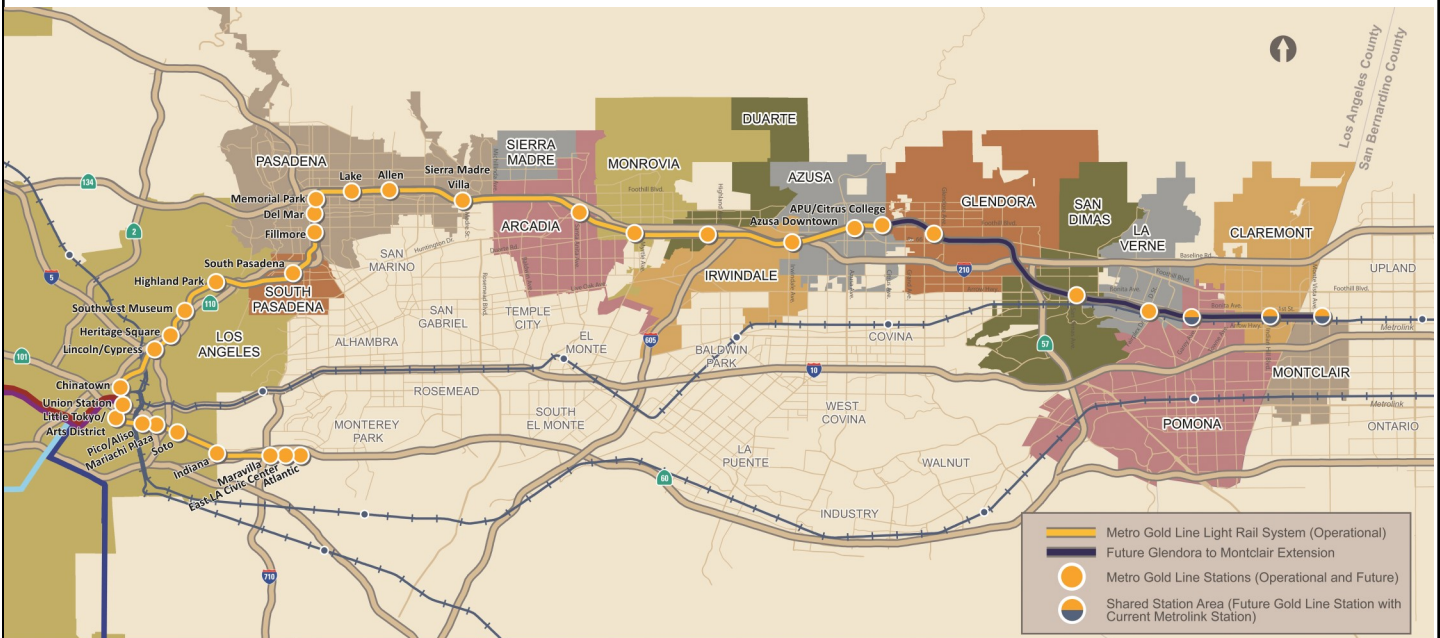 Los Angeles County
San Bernardino County
DUARTE
SIERRA
MADRE
PASADENA
MONROVIA
Lake
Allen
Sierra Madre
Villa
AZUSA
134
Memorial Park
Del Mar
Fillmore
Foothill Blvd.
GLENDORA
SAN
DIMAS
APU/Citrus College
Azusa Downtown
ARCADIA
LA
VERNE
CLAREMONT
2
Huntington Dr.
SAN
MARINO
Baseline Rd.
South Pasadena
210
UPLAND
5
Highland Park
IRWINDALE
Foothill Blvd.
Foothill Blvd.
110
SOUTH
PASADENA
Bonita Ave.
Southwest Museum
SAN
GABRIEL
TEMPLE
CITY
Heritage Square
Metrolink
Lincoln/Cypress
LOS
ANGELES
ALHAMBRA
EL
MONTE
605
BALDWIN
PARK
COVINA
57
101
10
MONTCLAIR
Chinatown
ROSEMEAD
Union Station
Little Tokyo/
Arts District
SOUTH
EL MONTE
WEST
COVINA
Metrolink
Pico/Aliso
Mariachi Plaza
Soto
MONTEREY
PARK
POMONA
ONTARIO
Indiana
Maravilla
East LA Civic Center
Atlantic
LA
PUENTE
WALNUT
60
INDUSTRY
710
Metro Gold Line Light Rail System (Operational)
Future Glendora to Montclair Extension
Metro Gold Line Stations (Operational and Future)
Shared Station Area (Future Gold Line Station with
Current Metrolink Station)